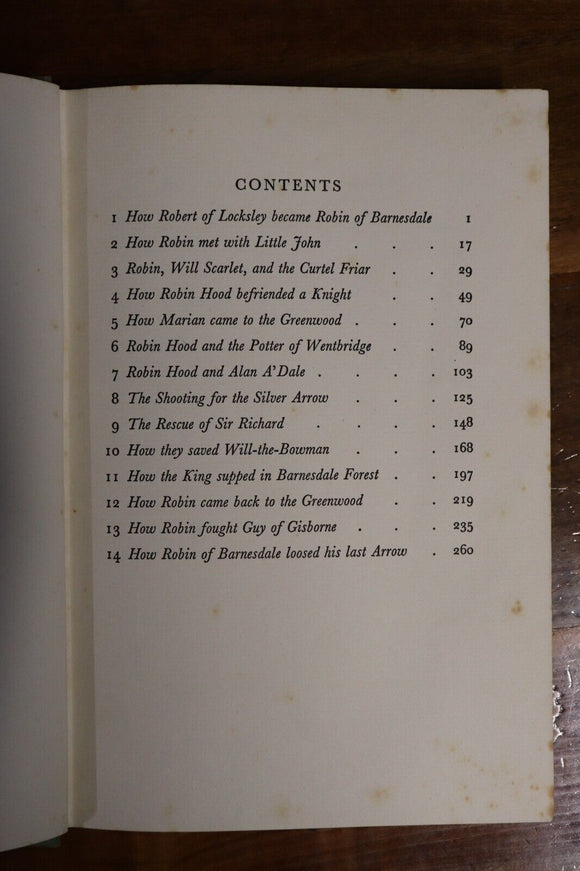 CONTENTS
1 How Robert of Locksley became Robin of Barnesdale 1
2 How Robin met with Little John . . . 17
3 Robin, Will Scarlet, and the Curtel Friar . . 29
4 How Robin Hood befriended a Knight . . 49
5 How Marian came to the Greenwood . . . 70
6 Robin Hood and the Potter of Wentbridge . . 89
7 Robin Hood and Alan A'Dale . . . . 103
8 The Shooting for the Silver Arrow . . . 125
9 The Rescue of Sir Richard . . . . 148
10 How they saved Will-the-Bowman . . . 168
11 How the King supped in Barnesdale Forest . . 197
12 How Robin came back to the Greenwood . . 219
13 How Robin fought Guy of Gisborne . . . 235
14 How Robin of Barnesdale loosed his last Arrow . 260